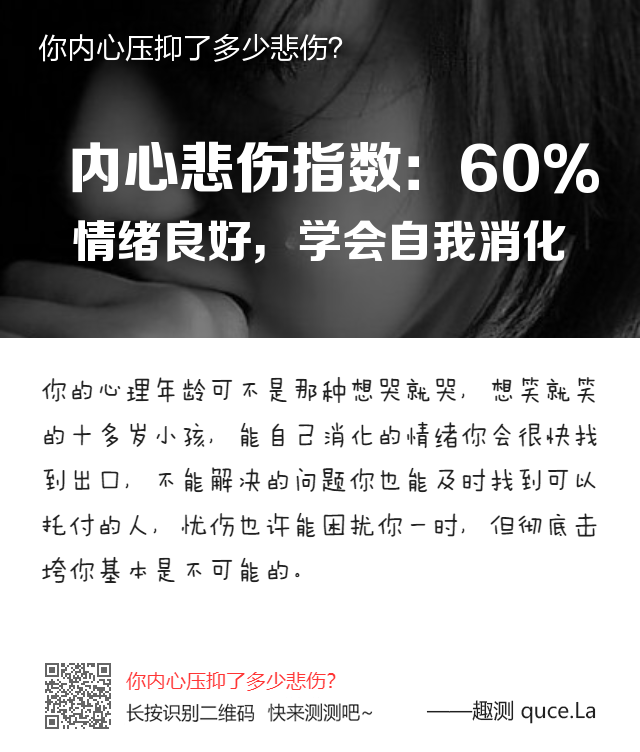 你内心压抑了多少悲伤？
内心悲伤指数：60%
情绪良好，学会自我消化
你的心理年龄可不是那种想哭就哭，想笑就笑
的十多岁小孩，能自己消化的情绪你会很快找
到出口，不能解决的问题你也能及时找到可以
托付的人，忧伤也许能困扰你一时，但彻底击
垮你基本是不可能的。
你内心压抑了多少悲伤？
长按识别二维码 快来测测吧~
——趣测 quce.La